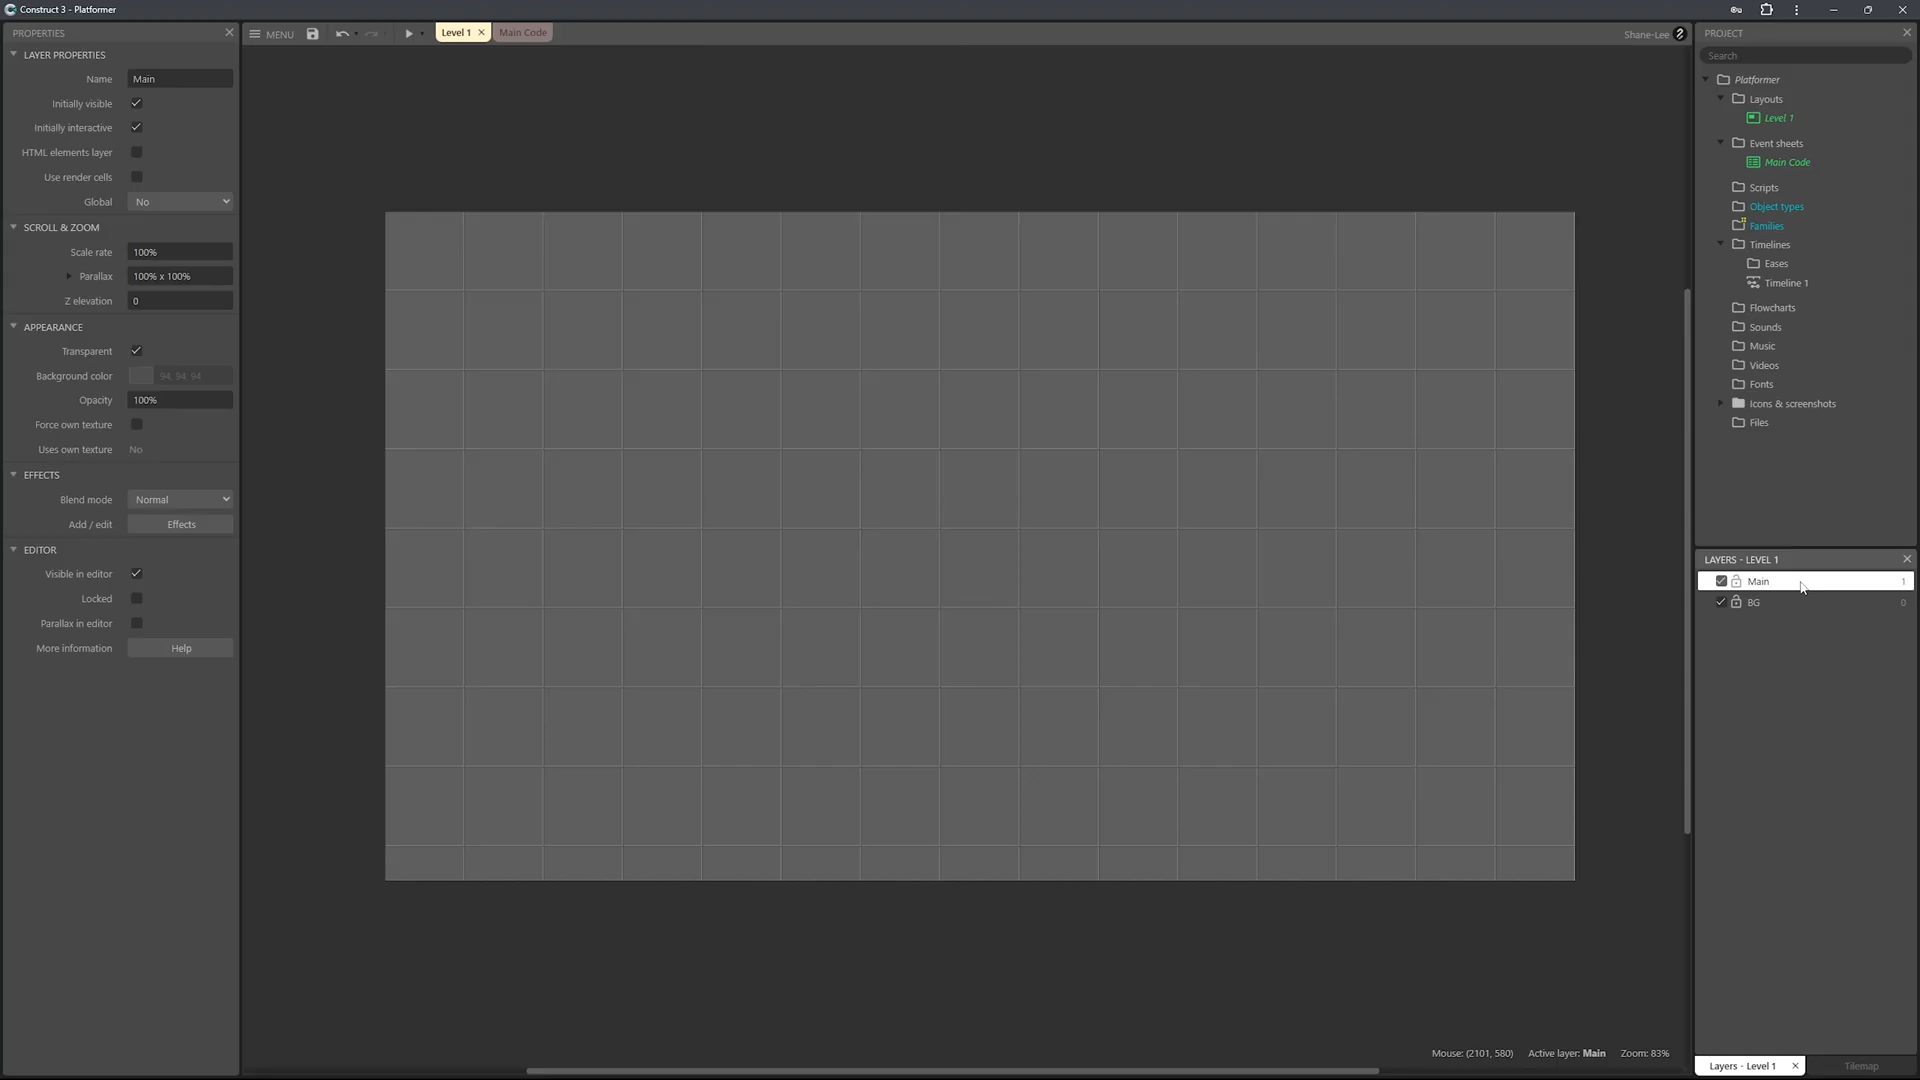 Construct 3 - Platformer
PROPERTIES
LAYER PROPERTIES
Name Main
Initially visible
Initially interactive
HTML elements layer
Use render cells
Global No
SCROLL & ZOOM
Scale rate 100%
Parallax 100% x 100%
Z elevation 0
APPEARANCE
Transparent
Background color 94, 94, 94
Opacity 100%
Force own texture
Uses own texture No
EFFECTS
Blend mode Normal
Add / edit Effects
EDITOR
Visible in editor
Locked
Parallax in editor
More information Help
MENU
Level 1
Main Code
Shane-Lee
Mouse: (2101, 580) Active layer: Main Zoom: 83%
PROJECT
Search
Platformer
Layouts
Level 1
Event sheets
Main Code
Scripts
Object types
Families
Timelines
Eases
Timeline 1
Flowcharts
Sounds
Music
Videos
Fonts
Icons & screenshots
Files
LAYERS - LEVEL 1
Main 1
BG 0
Layers - Level 1
Tilemap